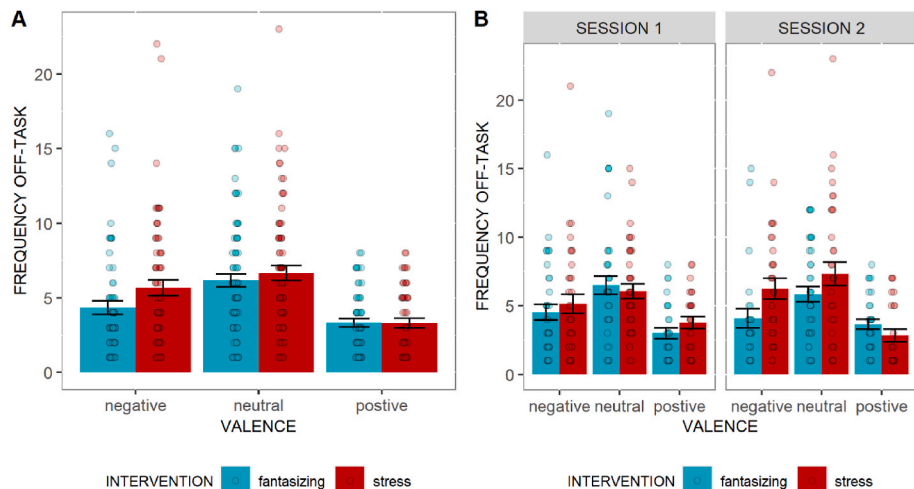 A
FREQUENCY OFF-TASK
20
15
10
5
0
negative neutral postive
VALENCE
INTERVENTION fantasizing stress
B
SESSION 1 SESSION 2
FREQUENCY OFF-TASK
20
15
10
5
0
negative neutral postive negative neutral postive
VALENCE
INTERVENTION fantasizing stress